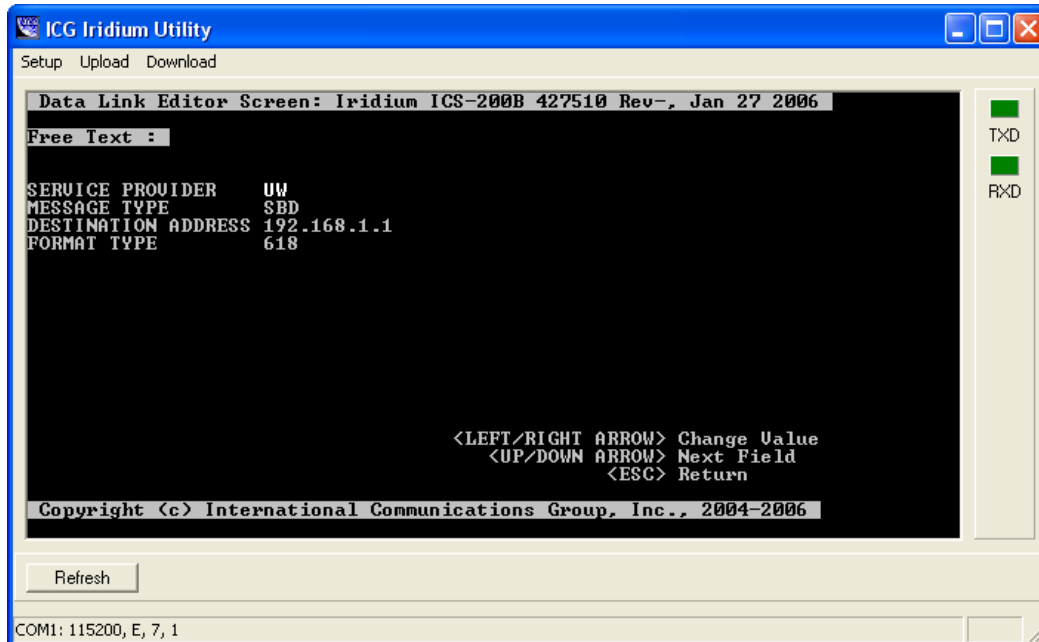 ICG Iridium Utility
Setup Upload Download
Data Link Editor Screen: Iridium ICS-200B 427510 Rev-, Jan 27 2006
Free Text :
TXD
RXD
SERVICE PROVIDER UW
MESSAGE TYPE SBD
DESTINATION ADDRESS 192.168.1.1
FORMAT TYPE 618
<LEFT/RIGHT ARROW> Change Value
<UP/DOWN ARROW> Next Field
<ESC> Return
Copyright (c) International Communications Group, Inc., 2004-2006
Refresh
COM1: 115200, E, 7, 1